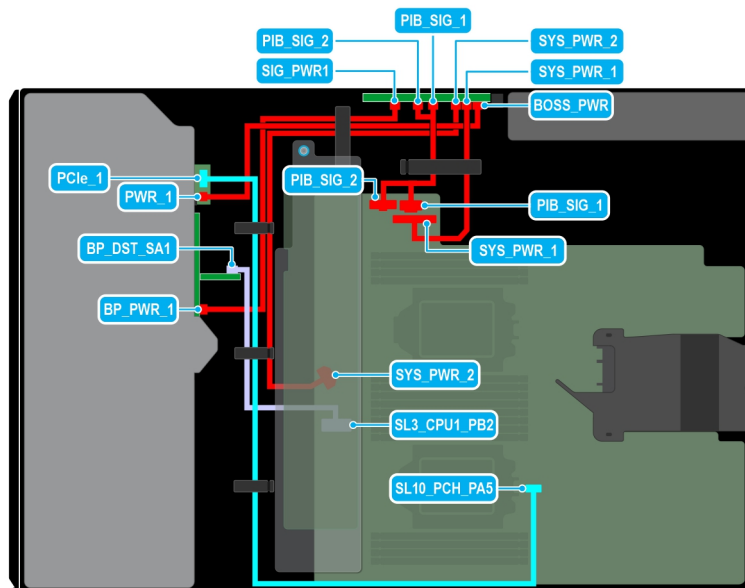 PIB_SIG_1
PIB_SIG_2
SYS_PWR_2
SIG_PWR1
SYS_PWR_1
BOSS_PWR
PCIe_1
PIB_SIG_2
PWR_1
PIB_SIG_1
BP_DST_SA1
SYS_PWR_1
BP_PWR_1
SYS_PWR_2
SL3_CPU1_PB2
SL10_PCH_PA5